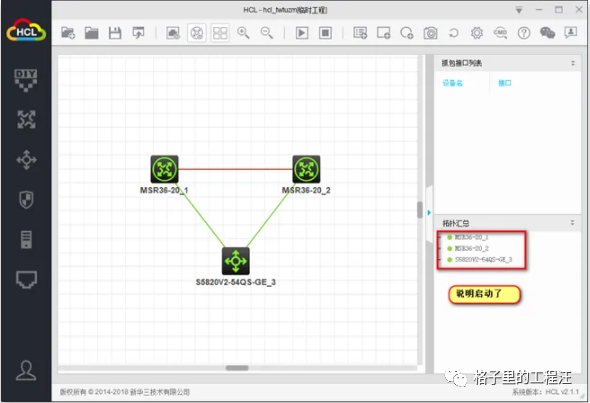 HCL - hcl_twtuzm[临时工程]
HCL
DIY
CMD
抓包接口列表
设备名 接口
MSR36-20_1
MSR36-20_2
S5820V2-54QS-GE_3
拓扑汇总
MSR36-20_1
MSR36-20_2
S5820V2-54QS-GE_3
说明启动了
格子里的工程汪
版权所有 © 2014-2018 新华三技术有限公司
系统版本: HCL v2.1.1